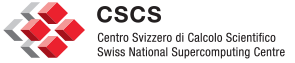 CSCS
Centro Svizzero di Calcolo Scientifico
Swiss National Supercomputing Centre